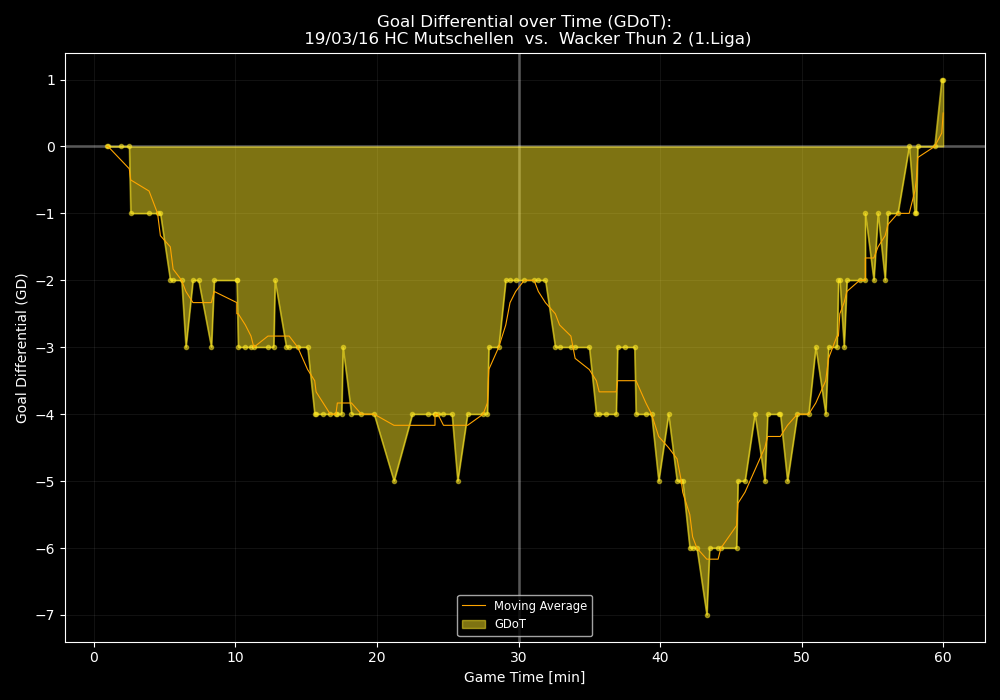 Goal Differential over Time (GDoT):
19/03/16 HC Mutschellen  vs.  Wacker Thun 2 (1.Liga)
Goal Differential (GD)
1
0
−1
−2
−3
−4
−5
−6
−7
Moving Average
GDoT
0 10 20 30 40 50 60
Game Time [min]